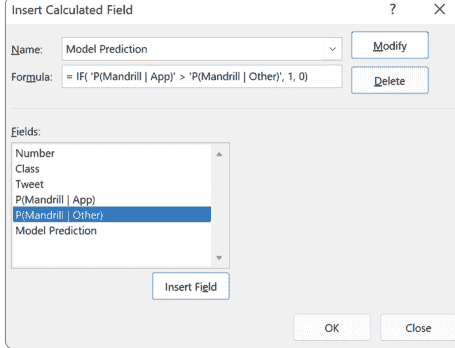 Insert Calculated Field ? ×
Name: Model Prediction Modify
Formula: = IF( 'P(Mandrill | App)' > 'P(Mandrill | Other)', 1, 0) Delete
Fields:
Number
Class
Tweet
P(Mandrill | App)
P(Mandrill | Other)
Model Prediction
Insert Field
OK Close